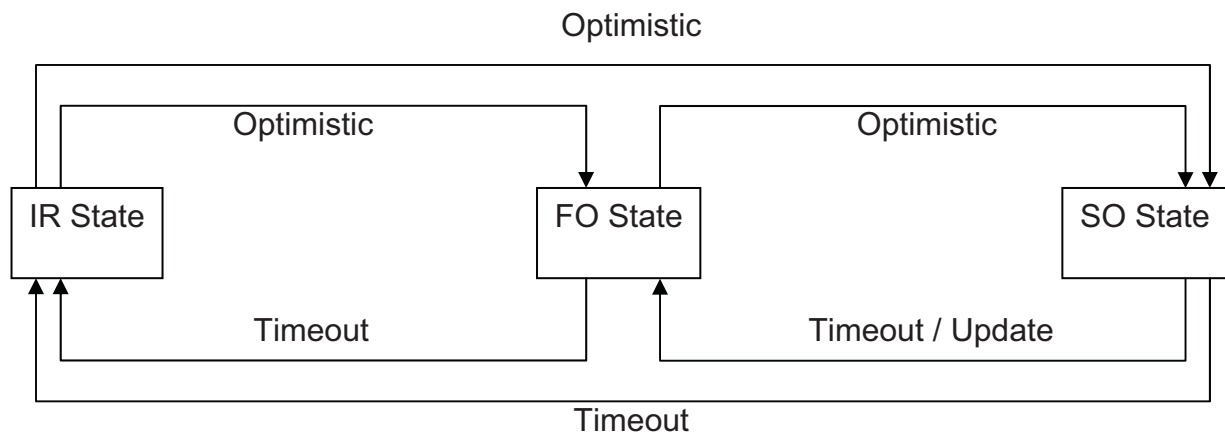 Optimistic
Optimistic
Optimistic
IR State
FO State
SO State
Timeout
Timeout / Update
Timeout